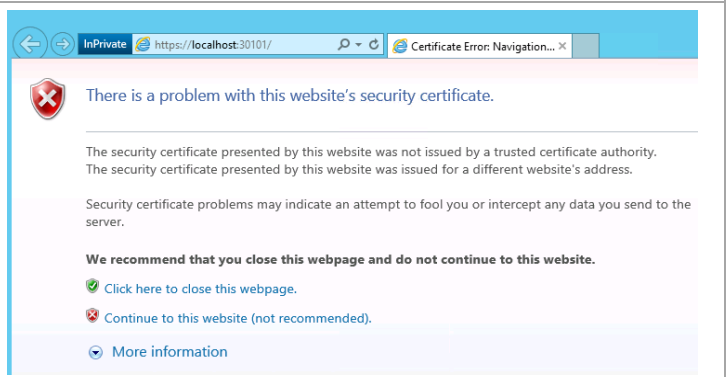 InPrivate https://localhost:30101/ Certificate Error: Navigation...
There is a problem with this website's security certificate.
The security certificate presented by this website was not issued by a trusted certificate authority.
The security certificate presented by this website was issued for a different website's address.
Security certificate problems may indicate an attempt to fool you or intercept any data you send to the
server.
We recommend that you close this webpage and do not continue to this website.
Click here to close this webpage.
Continue to this website (not recommended).
More information